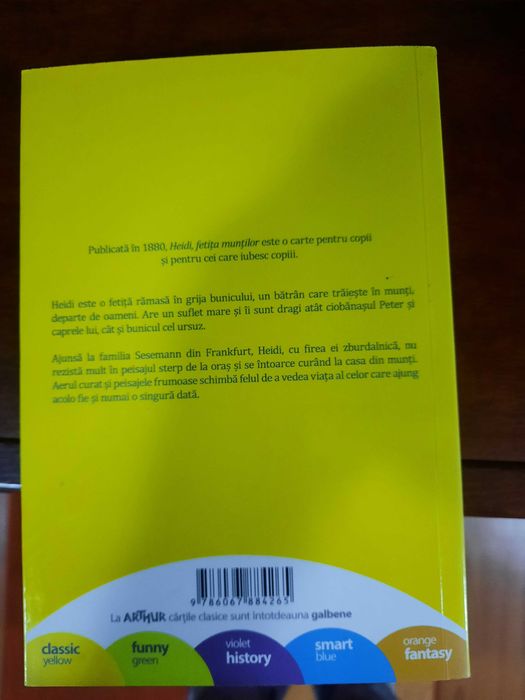 Publicată în 1880, Heidi, fetița munților este o carte pentru copii
și pentru cei care iubesc copiii.
Heidi este o fetiță rămasă în grija bunicului, un bătrân care trăiește în munți,
departe de oameni. Are un suflet mare și îi sunt dragi atât ciobănașul Peter și
caprele lui, cât și bunicul cel ursuz.
Ajunsă la familia Sesemann din Frankfurt, Heidi, cu firea ei zburdalnică, nu
rezistă mult în peisajul sterp de la oraș și se întoarce curând la casa din munți.
Aerul curat și peisajele frumoase schimbă felul de a vedea viața al celor care ajung
acolo fie și numai o singură dată.
9 786067 884265
La ARTHUR cărțile clasice sunt întotdeauna galbene
classic
yellow
funny
green
violet
history
smart
blue
orange
fantasy